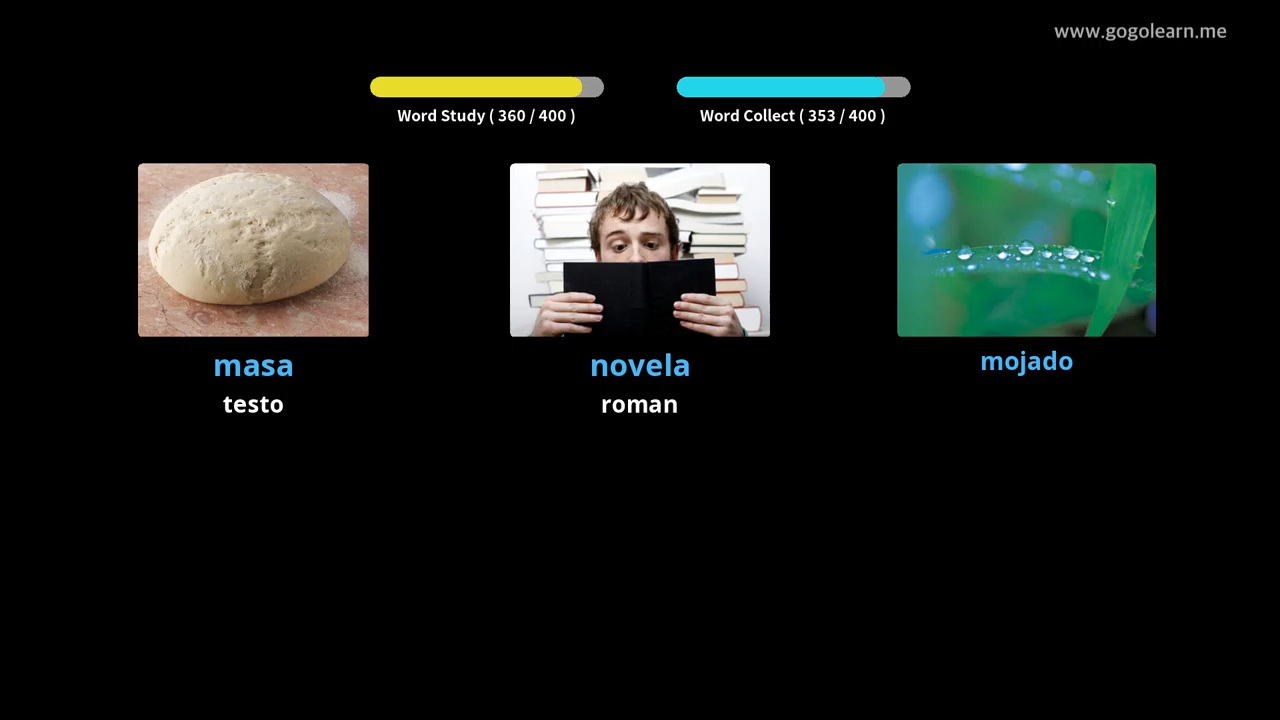 www.gogolearn.me
Word Study ( 360 / 400 )
Word Collect ( 353 / 400 )
masa
novela
mojado
testo
roman